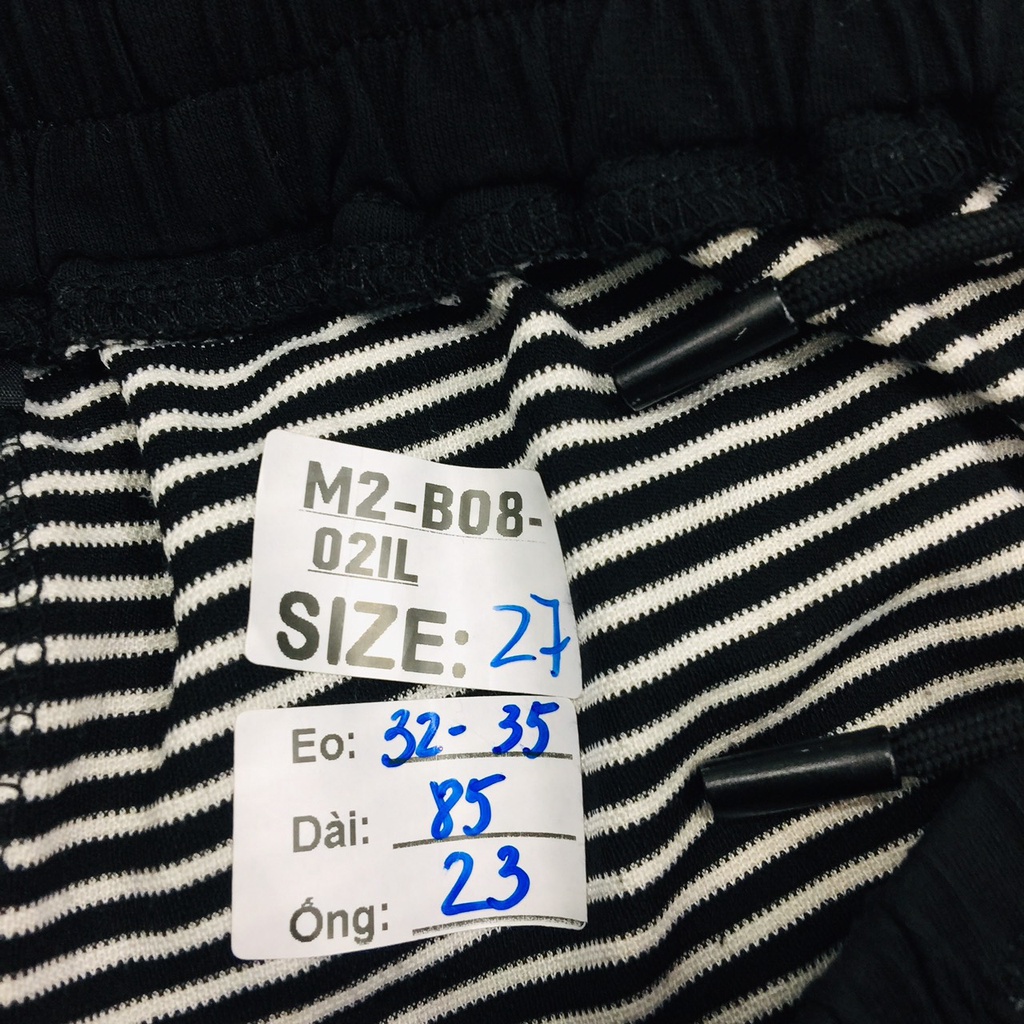 M2-B08-
02IL
SIZE: 27
Eo: 32- 35
Dài: 85
Ống: 23